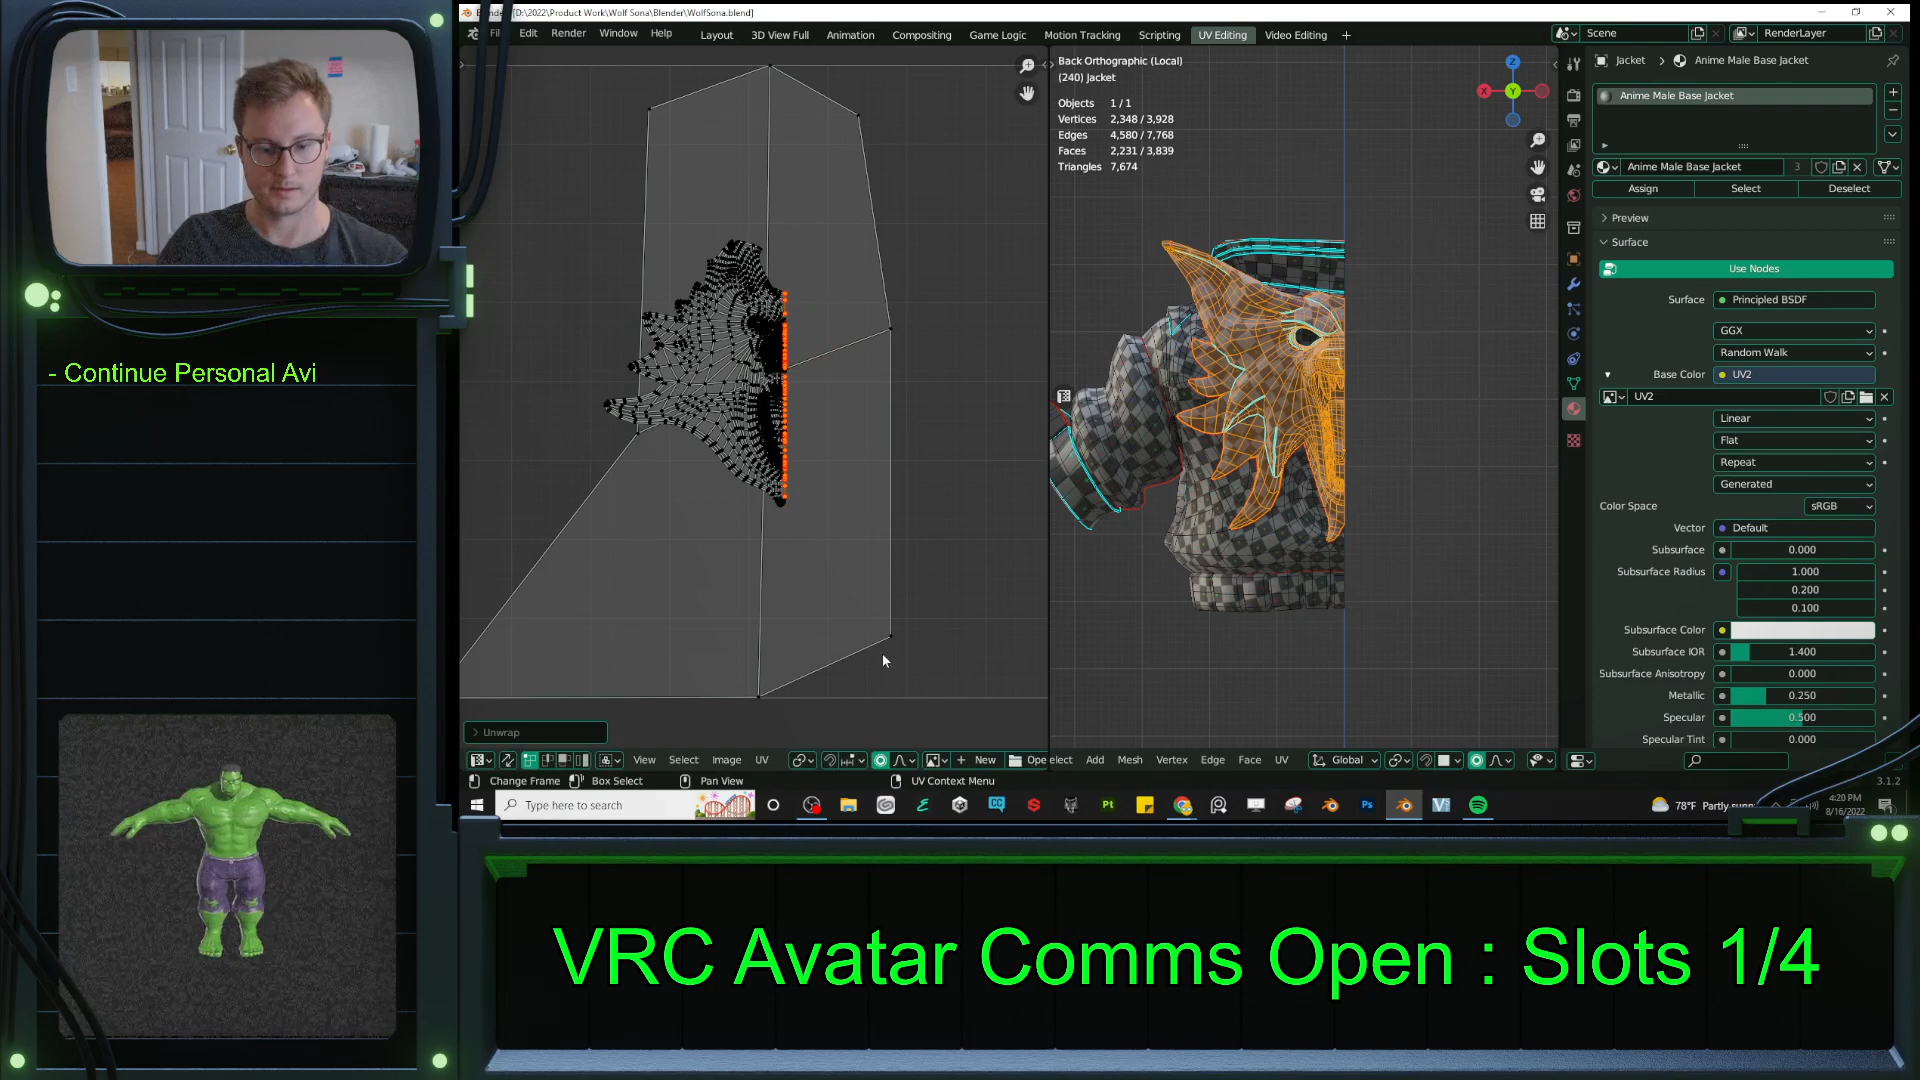 [D:\2022\Product Work\Wolf Sona\Blender\WolfSona.blend]
Edit Render Window Help Layout 3D View Full Animation Compositing Game Logic Motion Tracking Scripting UV Editing Video Editing + Scene RenderLayer
Back Orthographic (Local)
(240) Jacket
Objects 1 / 1
Vertices 2,348 / 3,928
Edges 4,580 / 7,768
Faces 2,231 / 3,839
Triangles 7,674
Z
X
Y
Jacket > Anime Male Base Jacket
Anime Male Base Jacket
Anime Male Base Jacket 3
Assign Select Deselect
Preview
Surface
Use Nodes
Surface Principled BSDF
GGX
Random Walk
Base Color UV2
UV2
Linear
Flat
Repeat
Generated
Color Space sRGB
Vector Default
Subsurface 0.000
Subsurface Radius 1.000
0.200
0.100
Subsurface Color
Subsurface IOR 1.400
Subsurface Anisotropy 0.000
Metallic 0.250
Specular 0.500
Specular Tint 0.000
- Continue Personal Avi
> Unwrap
View Select Image UV New Add Mesh Vertex Edge Face UV Global
Change Frame Box Select Pan View UV Context Menu 3.1.2
Type here to search
78°F
4:20 PM
8/16/2022
VRC Avatar Comms Open : Slots 1/4